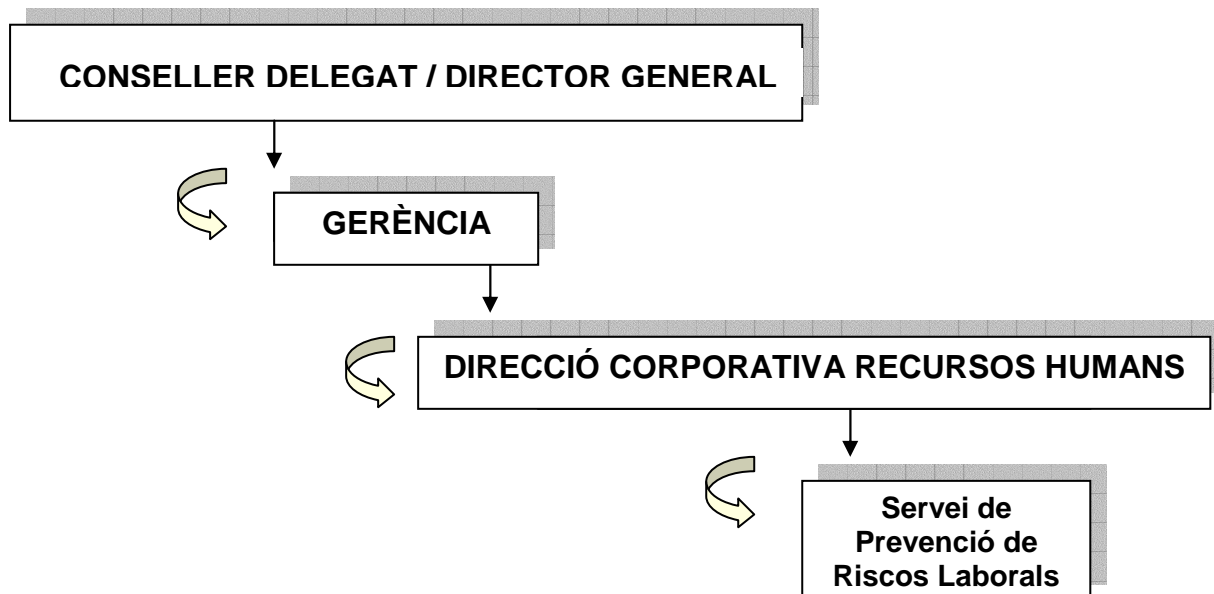 CONSELLER DELEGAT / DIRECTOR GENERAL
GERÈNCIA
DIRECCIÓ CORPORATIVA RECURSOS HUMANS
Servei de
Prevenció de
Riscos Laborals